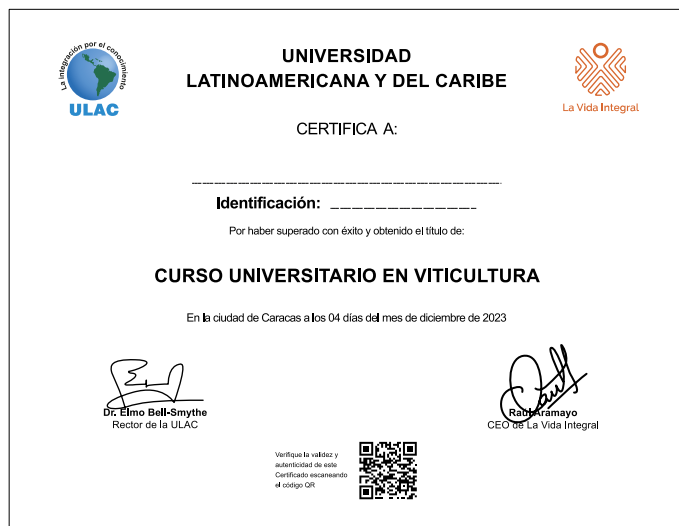 La integración por el conocimiento
ULAC
UNIVERSIDAD
LATINOAMERICANA Y DEL CARIBE
La Vida Integral
CERTIFICA A:
Identificación:
Por haber superado con éxito y obtenido el título de:
CURSO UNIVERSITARIO EN VITICULTURA
En la ciudad de Caracas a los 04 días del mes de diciembre de 2023
Dr. Elmo Bell-Smythe
Rector de la ULAC
Raúl Aramayo
CEO de La Vida Integral
Verifique la validez y
autenticidad de este
Certificado escaneando
el código QR